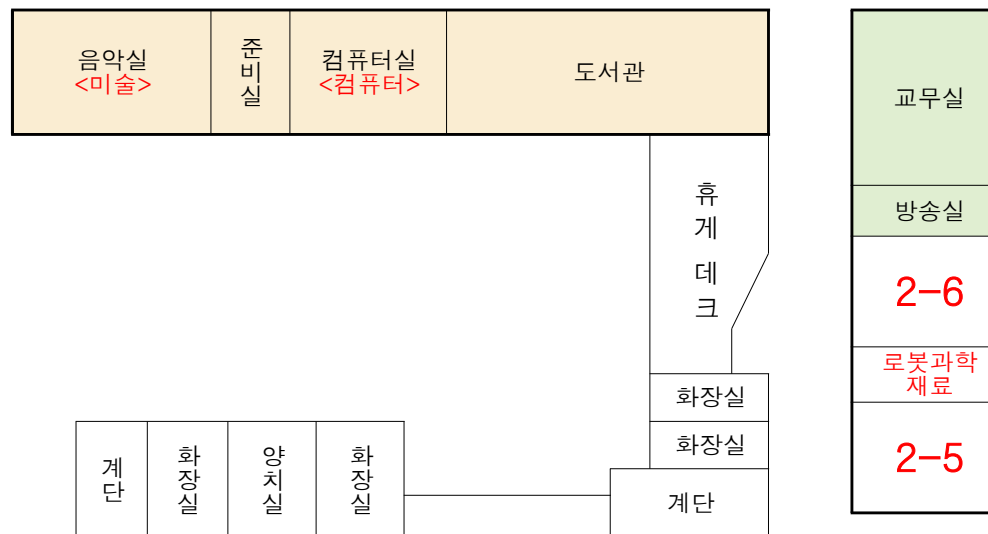 음악실
<미술>
준비실
컴퓨터실
<컴퓨터>
도서관
교무실
방송실
휴게 데크
2-6
로봇과학
재료
화장실
화장실
2-5
계단
화장실
양치실
화장실
계단